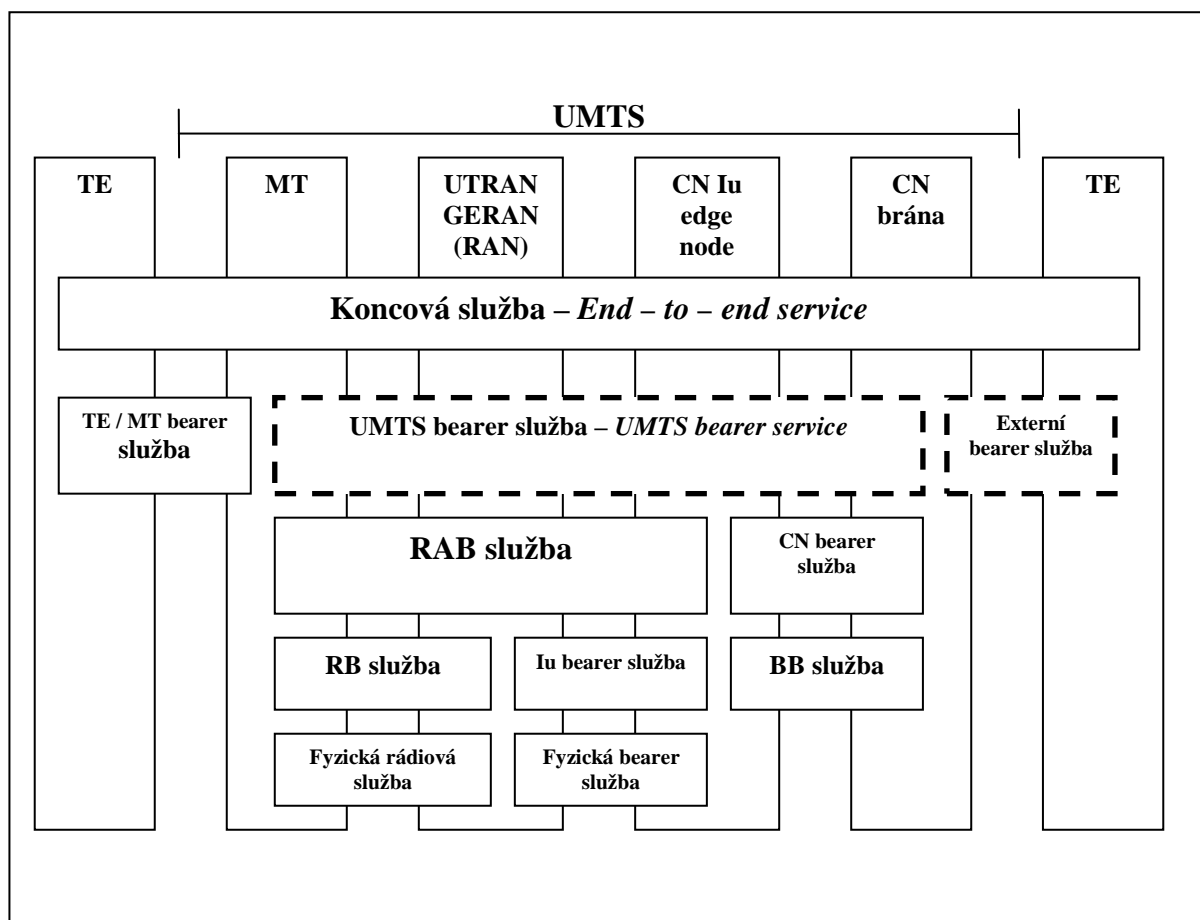 UMTS
TE
MT
UTRAN
GERAN
(RAN)
CN Iu
edge
node
CN
brána
TE
Koncová služba – End – to – end service
TE / MT bearer
služba
UMTS bearer služba – UMTS bearer service
Externí
bearer služba
RAB služba
CN bearer
služba
RB služba
Iu bearer služba
BB služba
Fyzická rádiová
služba
Fyzická bearer
služba